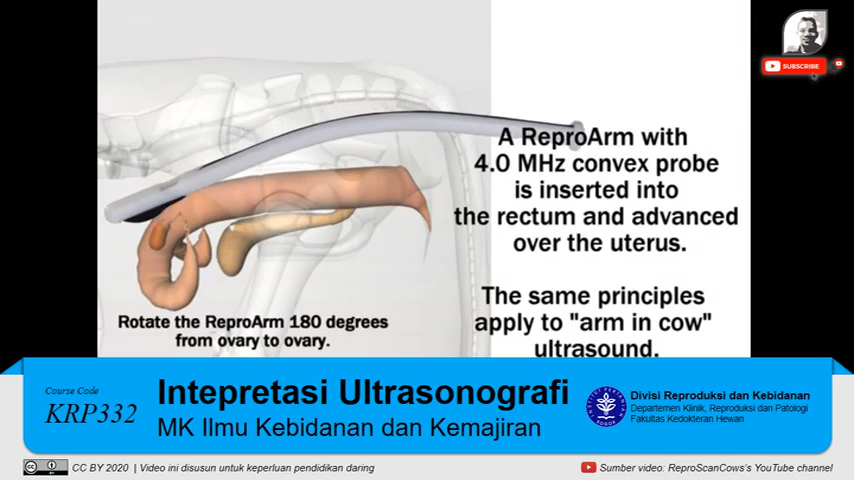 SUBSCRIBE
A ReproArm with
4.0 MHz convex probe
is inserted into
the rectum and advanced
over the uterus.
The same principles
apply to "arm in cow"
ultrasound.
Rotate the ReproArm 180 degrees
from ovary to ovary.
Course Code
KRP332
Intepretasi Ultrasonografi
MK Ilmu Kebidanan dan Kemajiran
INSTITUT PERTANIAN
BOGOR
Divisi Reproduksi dan Kebidanan
Departemen Klinik, Reproduksi dan Patologi
Fakultas Kedokteran Hewan
CC BY 2020 | Video ini disusun untuk keperluan pendidikan daring
Sumber video: ReproScanCows's YouTube channel